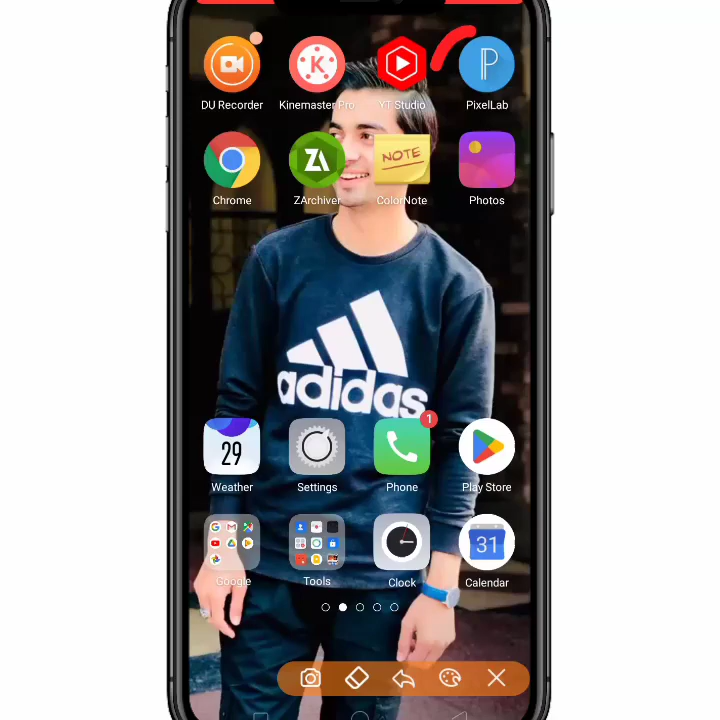 DU Recorder
Kinemaster Pro
YT Studio
PixelLab
NOTE
Chrome
ZArchiver
ColorNote
Photos
adidas
1
29
31
Weather
Settings
Phone
Play Store
Google
Tools
Clock
Calendar